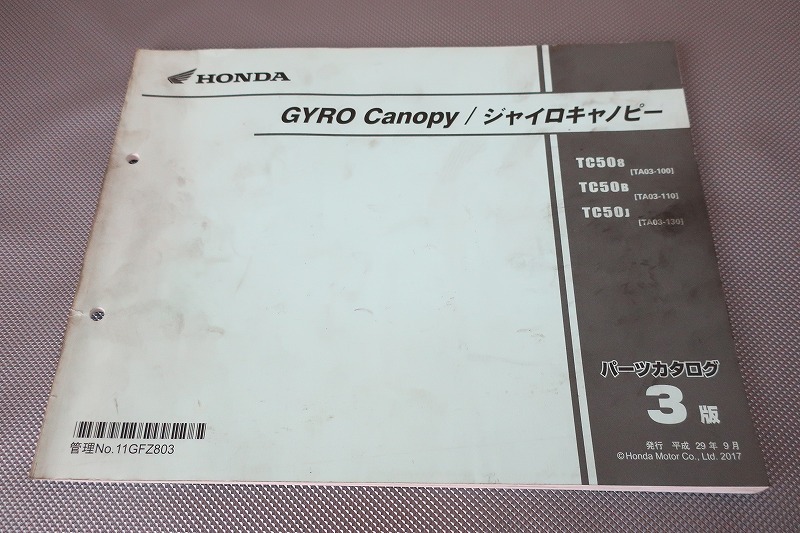 HONDA
GYRO Canopy / ジャイロキャノピー
TC508 [TA03-100]
TC50B [TA03-110]
TC50J [TA03-130]
パーツカタログ
3版
発行 平成 29年 9月
©Honda Motor Co., Ltd. 2017
管理No.11GFZ803